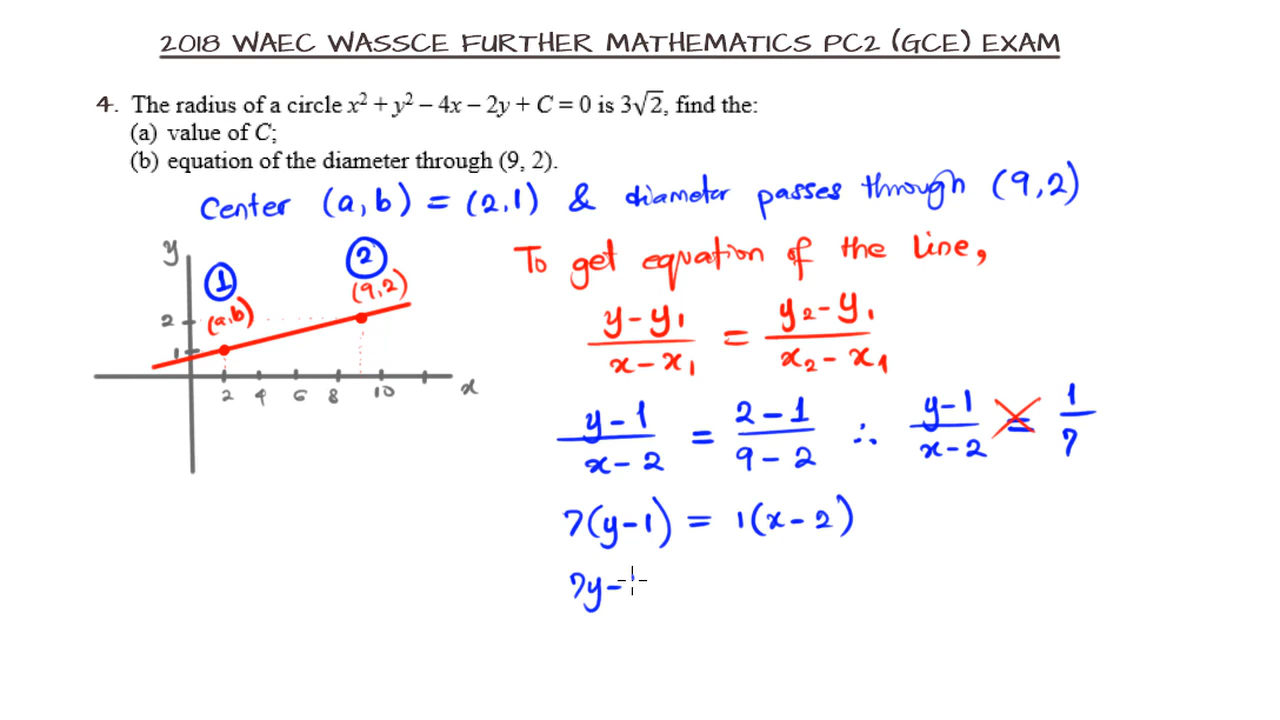 2018 WAEC WASSCE FURTHER MATHEMATICS PC2 (GCE) EXAM
4. The radius of a circle x² + y² – 4x – 2y + C = 0 is 3√2, find the:
(a) value of C;
(b) equation of the diameter through (9, 2).
Center (a, b) = (2, 1) & diameter passes through (9, 2)
To get equation of the line,
y
① ②
(a,b) (9,2)
2
1
2 4 6 8 10 x
(y - y₁)/(x - x₁) = (y₂ - y₁)/(x₂ - x₁)
(y - 1)/(x - 2) = (2 - 1)/(9 - 2) ∴ (y - 1)/(x - 2) = 1/7
7(y - 1) = 1(x - 2)
7y -